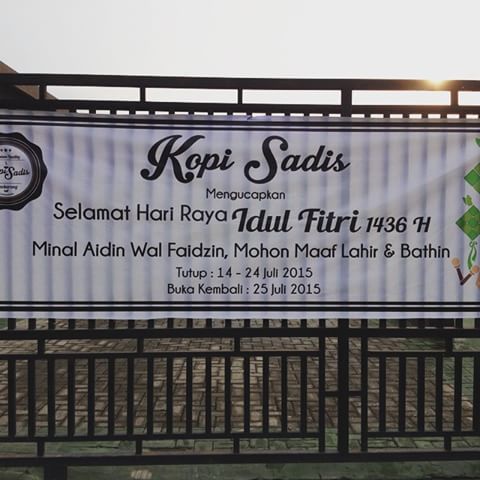 Kopi Sadis
Mengucapkan
Selamat Hari Raya Idul Fitri 1436 H
Minal Aidin Wal Faidzin, Mohon Maaf Lahir & Bathin
Tutup : 14 - 24 Juli 2015
Buka Kembali : 25 Juli 2015